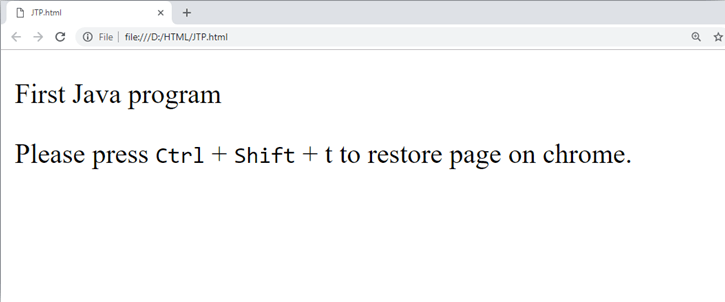 JTP.html
File | file:///D:/HTML/JTP.html
First Java program
Please press Ctrl + Shift + t to restore page on chrome.